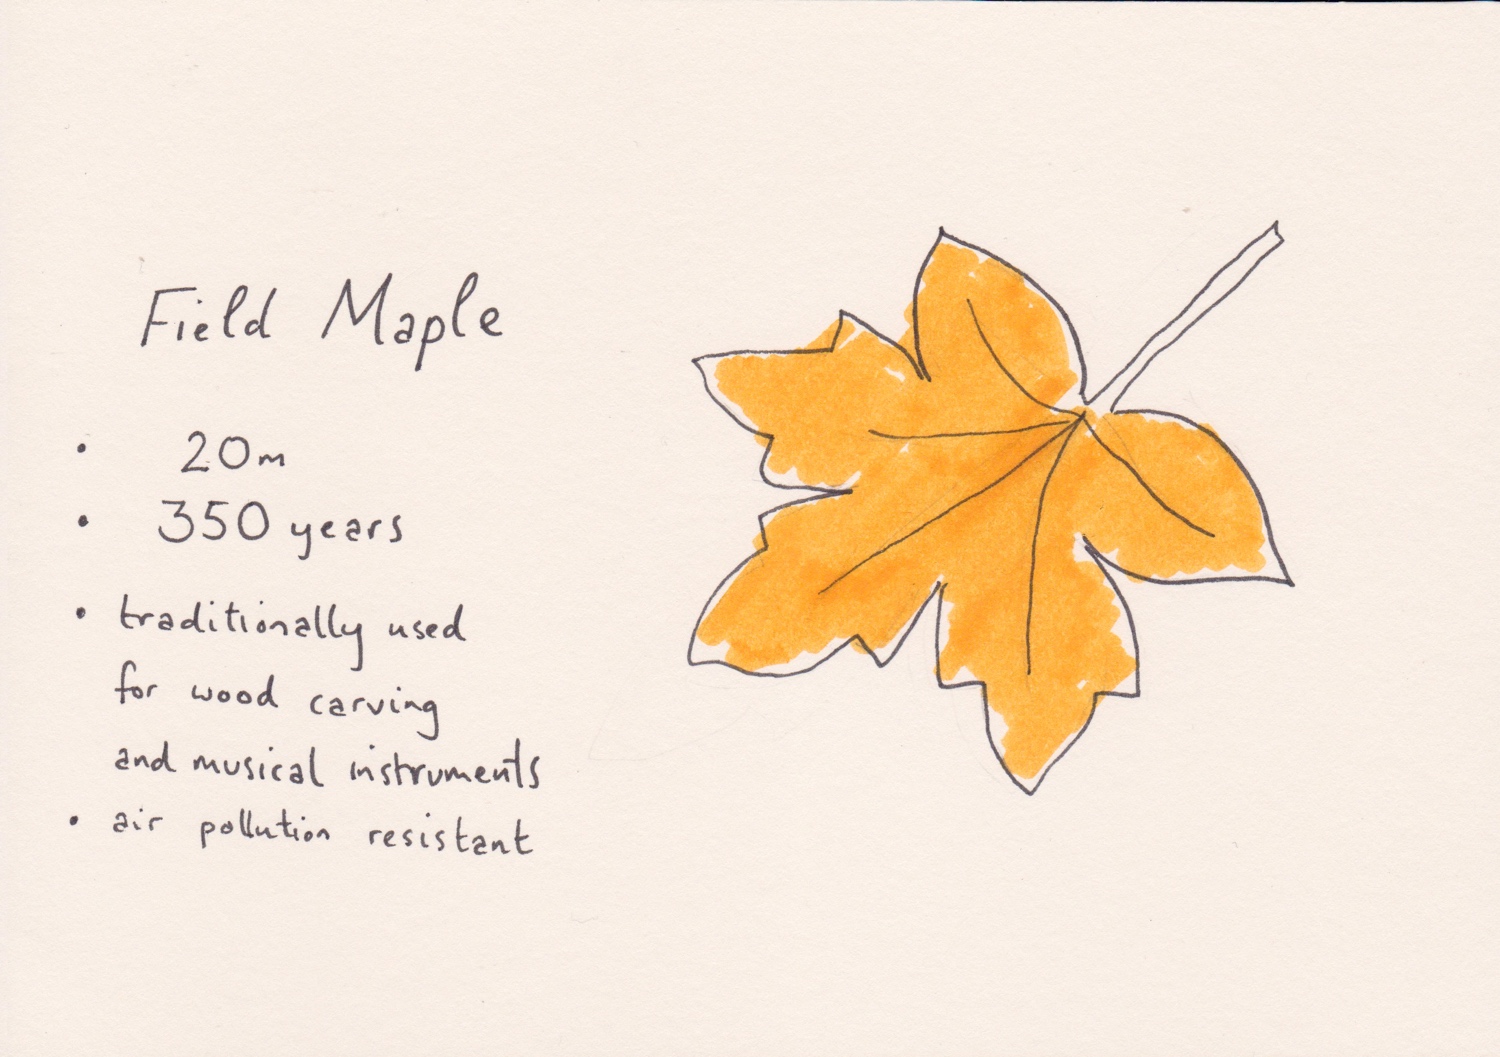 Field Maple
• 20m
• 350 years
• traditionally used
for wood carving
and musical instruments
• air pollution resistant